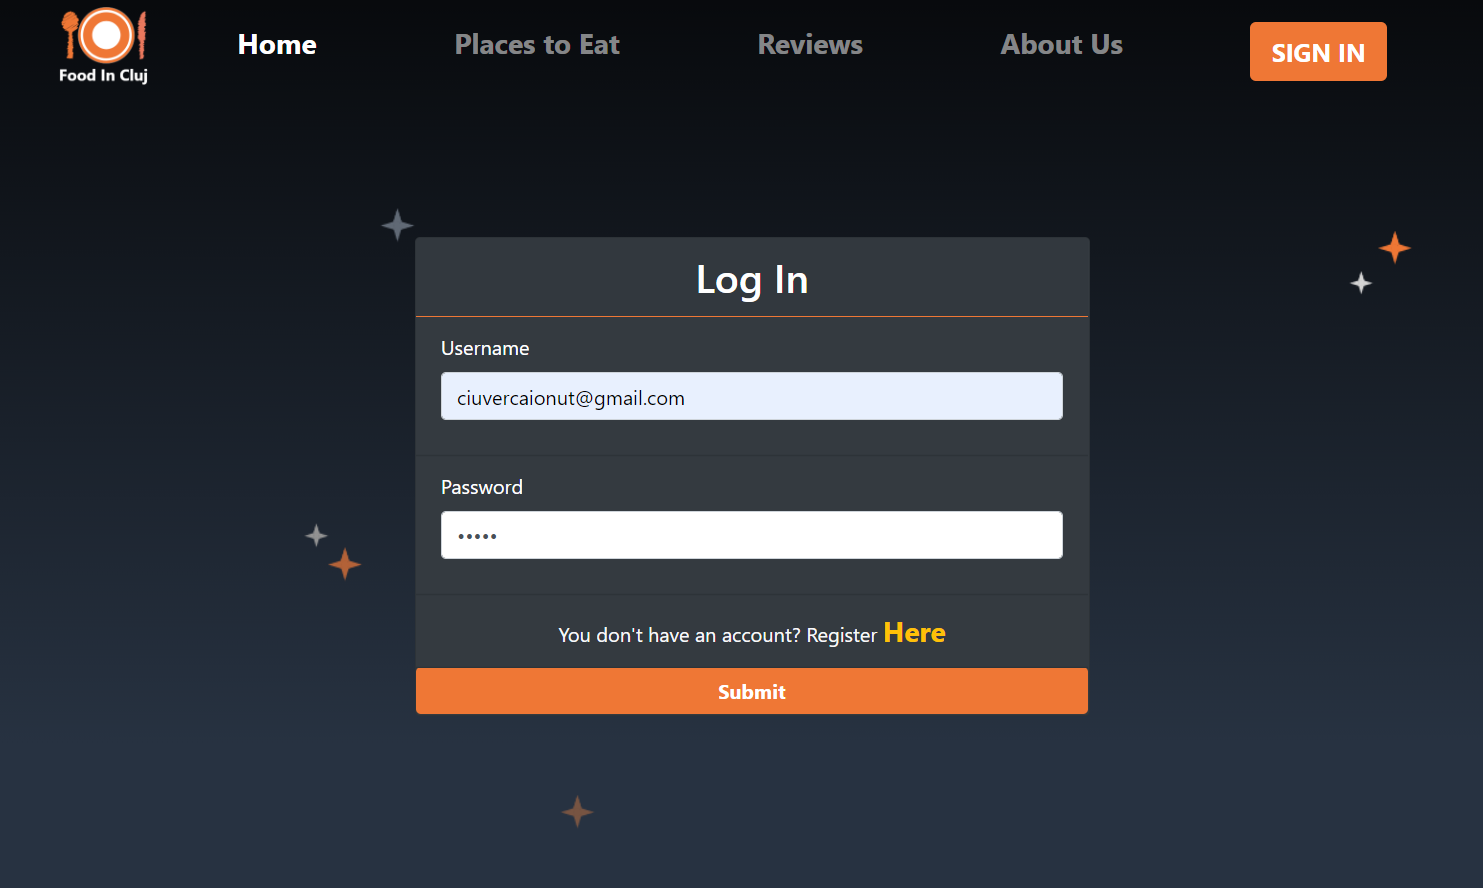 Food In Cluj
Home
Places to Eat
Reviews
About Us
SIGN IN
Log In
Username
ciuvercaionut@gmail.com
Password
•••••
You don't have an account? Register Here
Submit